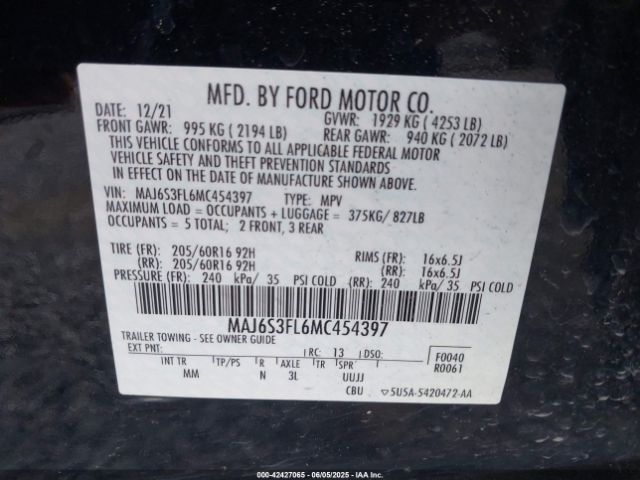 MFD. BY FORD MOTOR CO.
DATE: 12/21 GVWR: 1929 KG ( 4253 LB)
FRONT GAWR: 995 KG ( 2194 LB) REAR GAWR: 940 KG ( 2072 LB)
THIS VEHICLE CONFORMS TO ALL APPLICABLE FEDERAL MOTOR
VEHICLE SAFETY AND THEFT PREVENTION STANDARDS
IN EFFECT ON THE DATE OF MANUFACTURE SHOWN ABOVE.
VIN: MAJ6S3FL6MC454397 TYPE: MPV
MAXIMUM LOAD = OCCUPANTS + LUGGAGE = 375KG/ 827LB
OCCUPANTS = 5 TOTAL; 2 FRONT, 3 REAR
TIRE (FR): 205/60R16 92H RIMS (FR): 16x6.5J
(RR): 205/60R16 92H (RR): 16x6.5J
PRESSURE (FR): 240 kPa/ 35 PSI COLD (RR): 240 kPa/ 35 PSI COLD
MAJ6S3FL6MC454397
TRAILER TOWING - SEE OWNER GUIDE
EXT PNT: RC: 13 DSO: F0040
INT TR TP/PS R AXLE TR SPR R0061
MM N 3L UUJJ
CBU 5U5A-5420472-AA
000-42427065 - 06/05/2025 - IAA Inc.